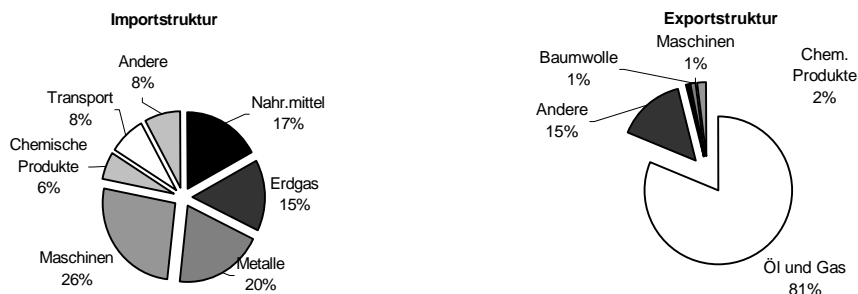 Importstruktur
Andere
8%
Transport
8%
Chemische
Produkte
6%
Maschinen
26%
Nahr.mittel
17%
Erdgas
15%
Metalle
20%
Exportstruktur
Baumwolle
1%
Maschinen
1%
Chem.
Produkte
2%
Andere
15%
Öl und Gas
81%